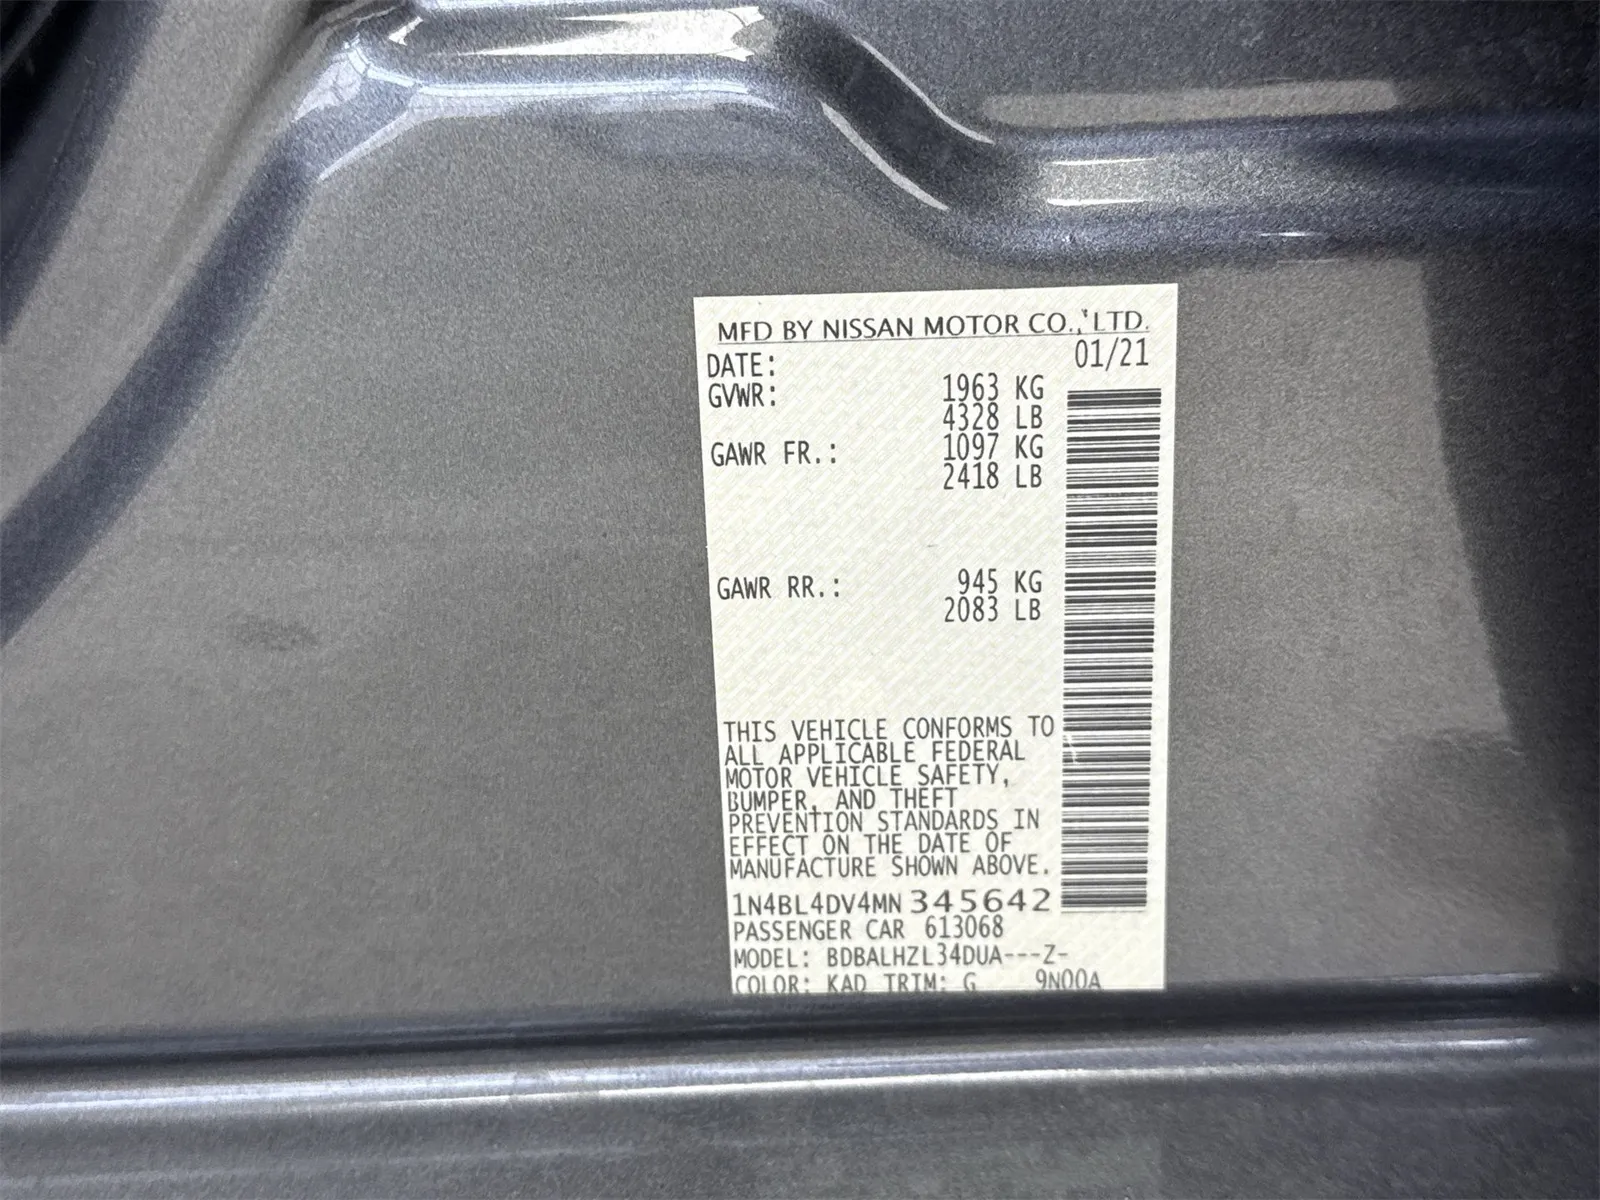 MFD BY NISSAN MOTOR CO., LTD.
DATE: 01/21
GVWR: 1963 KG
4328 LB
GAWR FR.: 1097 KG
2418 LB
GAWR RR.: 945 KG
2083 LB
THIS VEHICLE CONFORMS TO
ALL APPLICABLE FEDERAL
MOTOR VEHICLE SAFETY,
BUMPER, AND THEFT
PREVENTION STANDARDS IN
EFFECT ON THE DATE OF
MANUFACTURE SHOWN ABOVE.
1N4BL4DV4MN345642
PASSENGER CAR 613068
MODEL: BDBALHZL34DUA---Z-
COLOR: KAD TRIM: G 9N00A